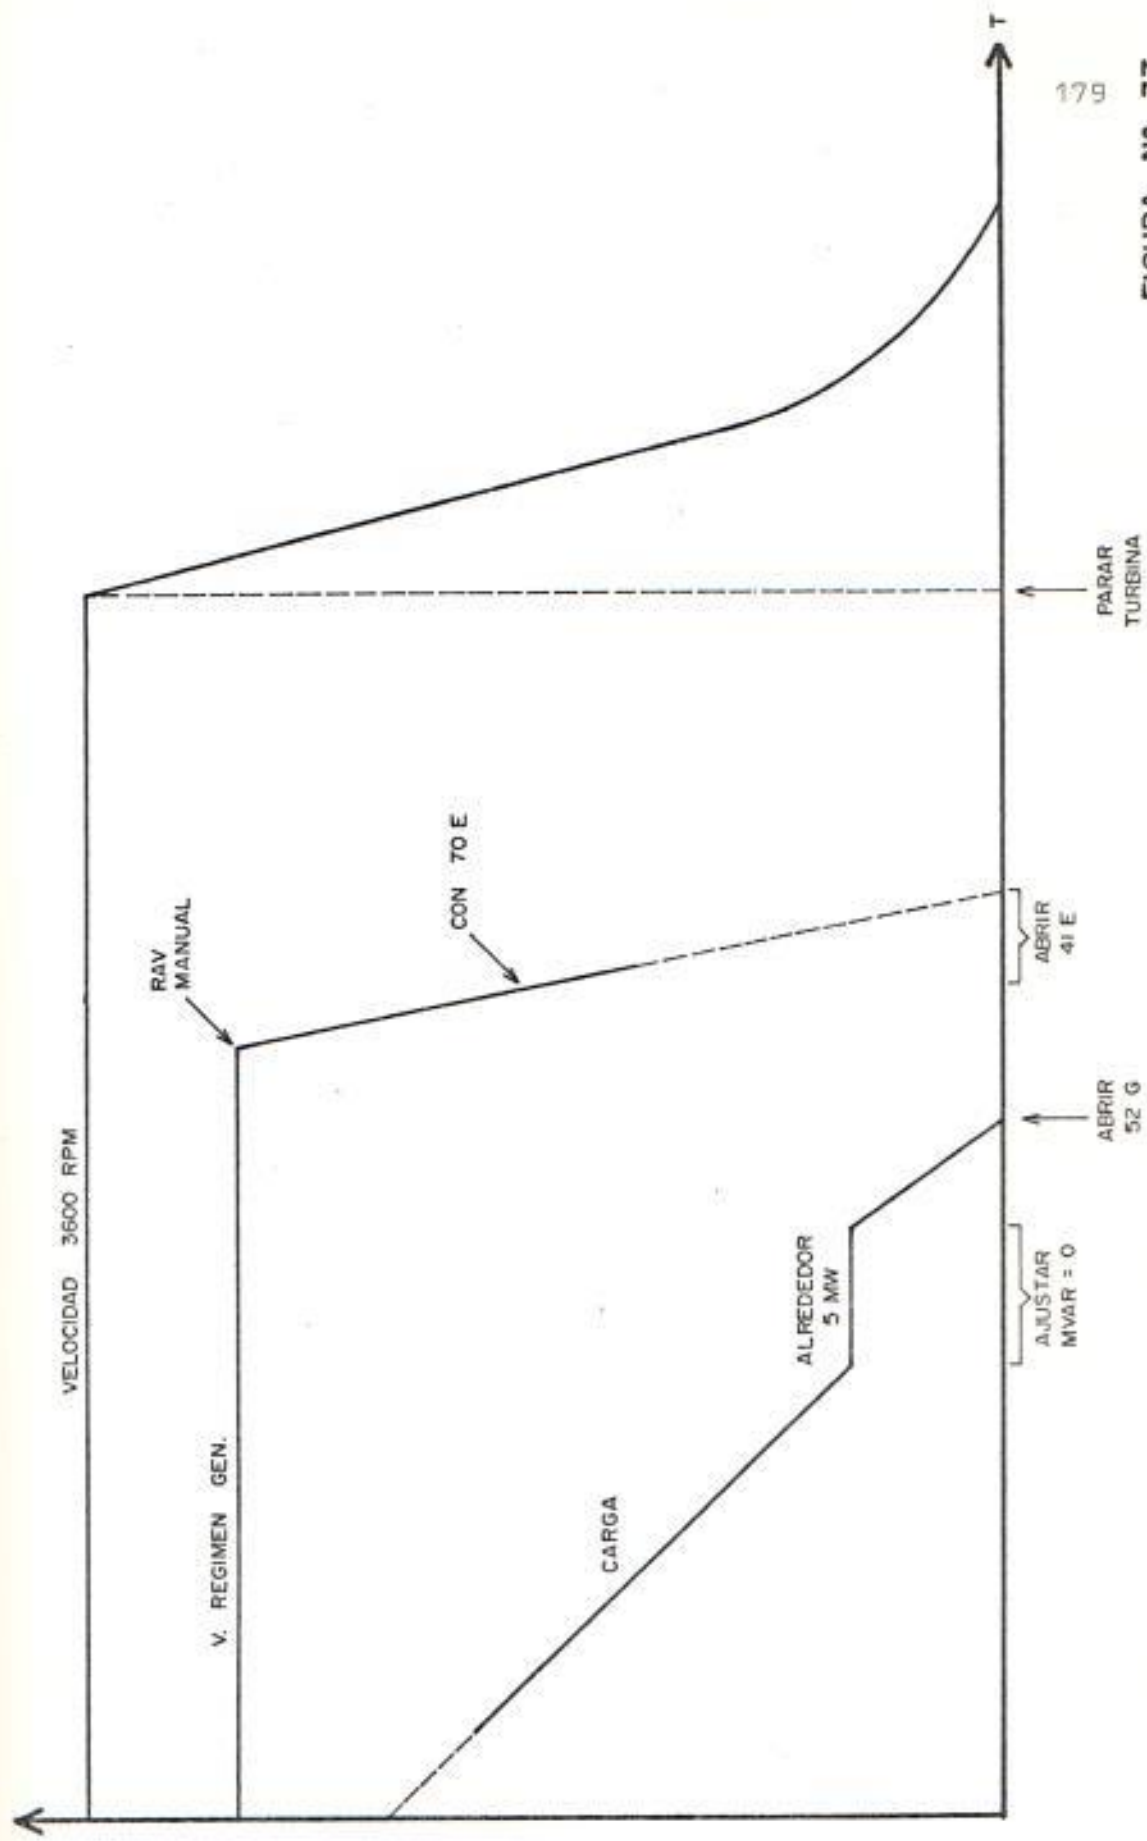 VELOCIDAD 3600 RPM
V. REGIMEN GEN.
RAV
MANUAL
CON 70 E
CARGA
ALREDEDOR
5 MW
T
AJUSTAR
MVAR = 0
ABRIR
52 G
ABRIR
41 E
PARAR
TURBINA
179
FIGURA